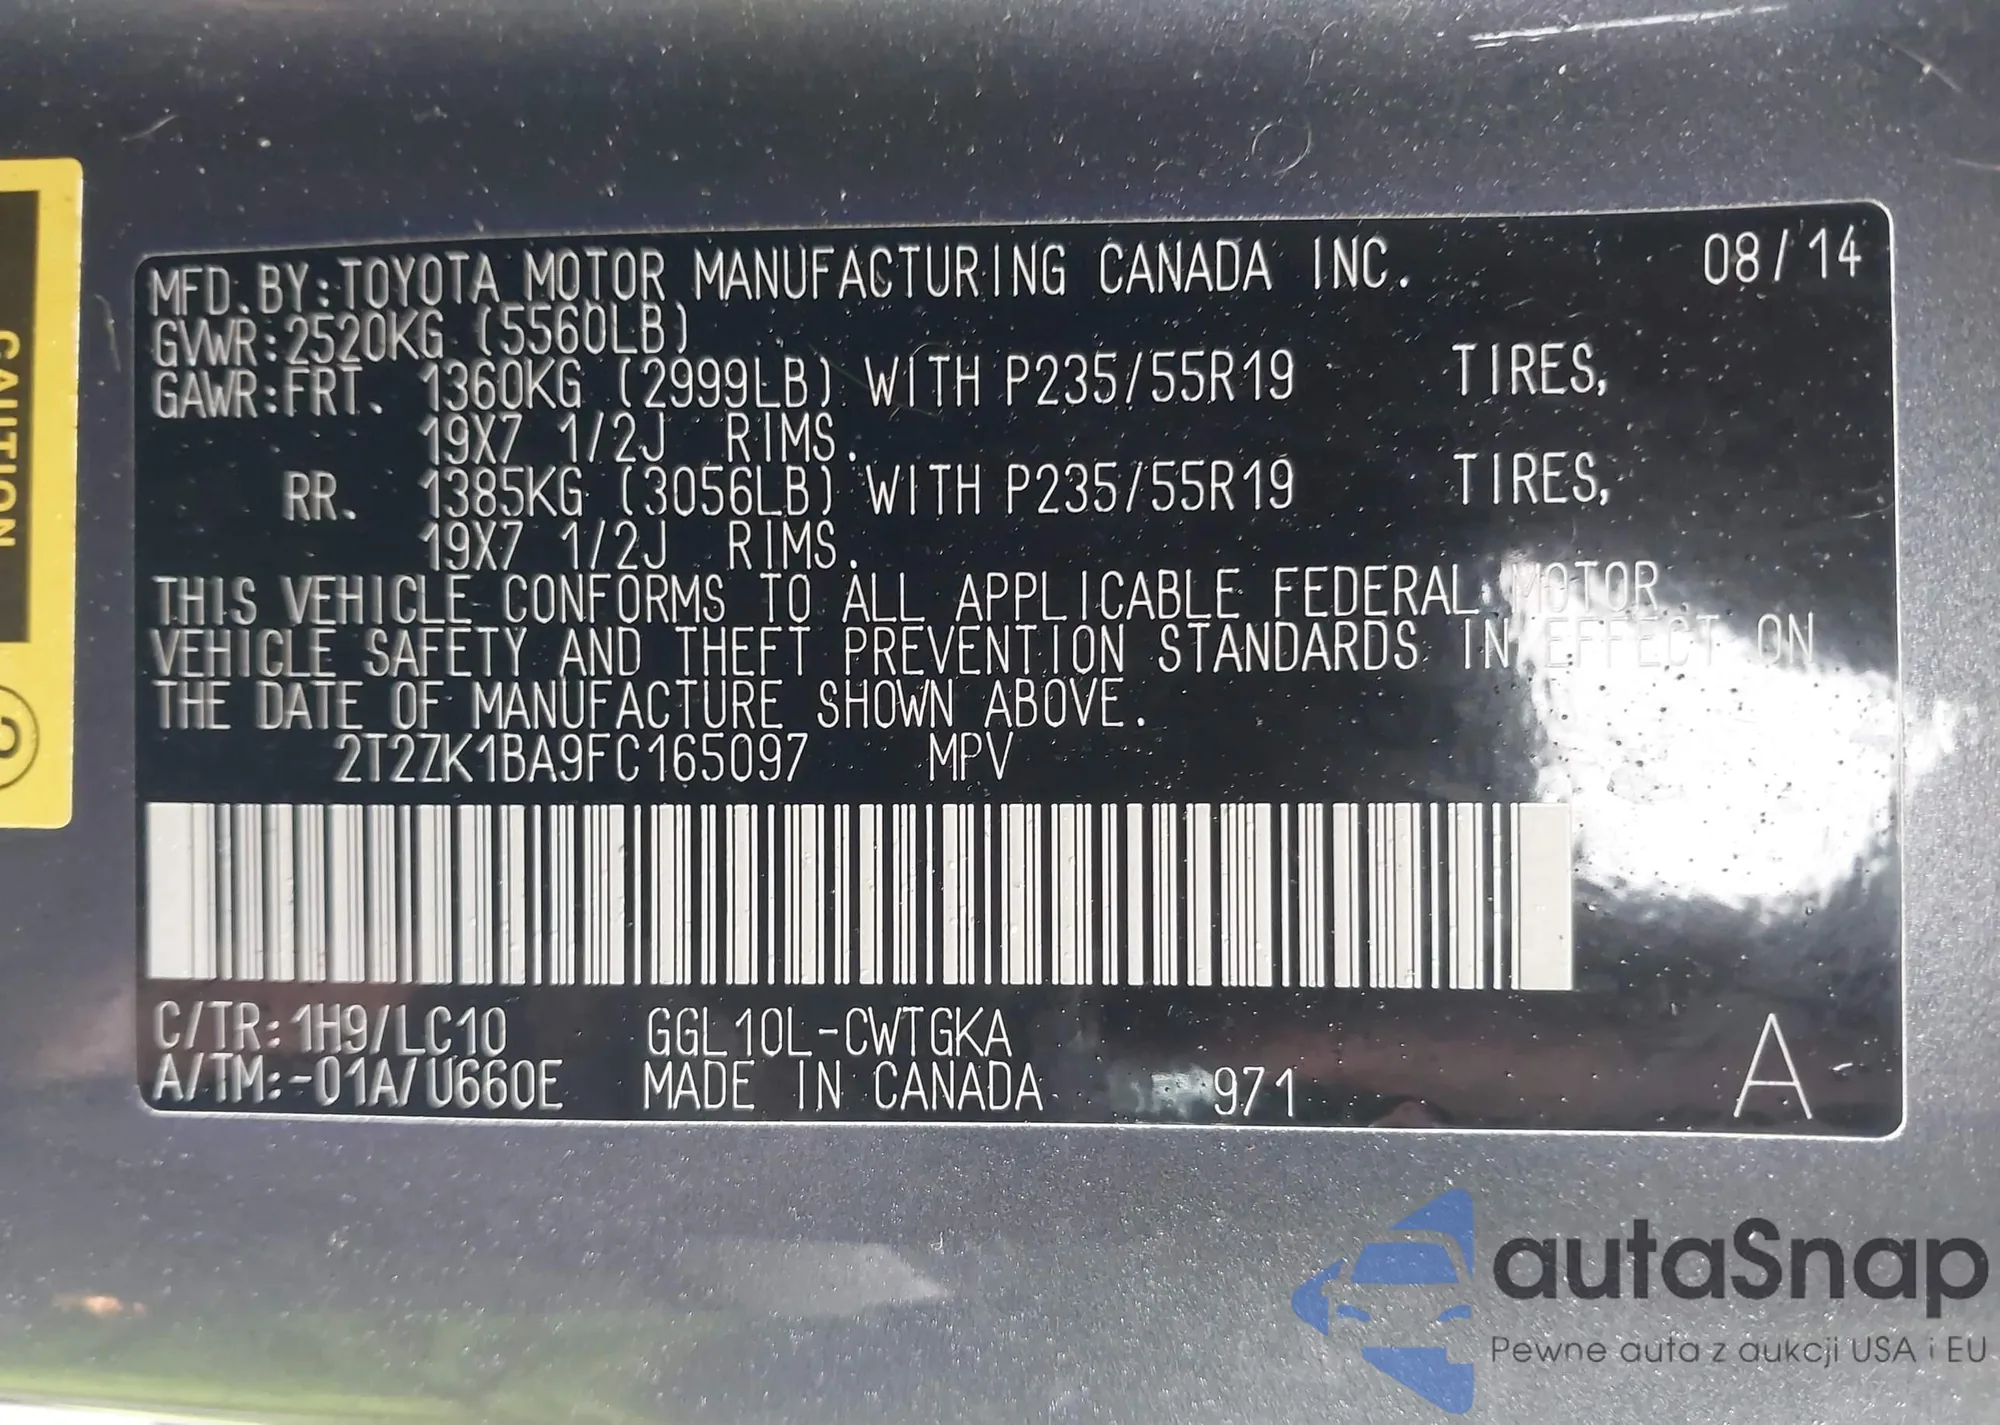 MFD.BY:TOYOTA MOTOR MANUFACTURING CANADA INC. 08/14
GVWR:2520KG (5560LB)
GAWR:FRT. 1360KG (2999LB) WITH P235/55R19 TIRES,
19X7 1/2J RIMS.
RR. 1385KG (3056LB) WITH P235/55R19 TIRES,
19X7 1/2J RIMS.
THIS VEHICLE CONFORMS TO ALL APPLICABLE FEDERAL MOTOR
VEHICLE SAFETY AND THEFT PREVENTION STANDARDS IN EFFECT ON
THE DATE OF MANUFACTURE SHOWN ABOVE.
2T2ZK1BA9FC165097 MPV
C/TR:1H9/LC10 GGL10L-CWTGKA
A/TM:-01A/U660E MADE IN CANADA 971 A
CAUTION
autaSnap
Pewne auta z aukcji USA i EU